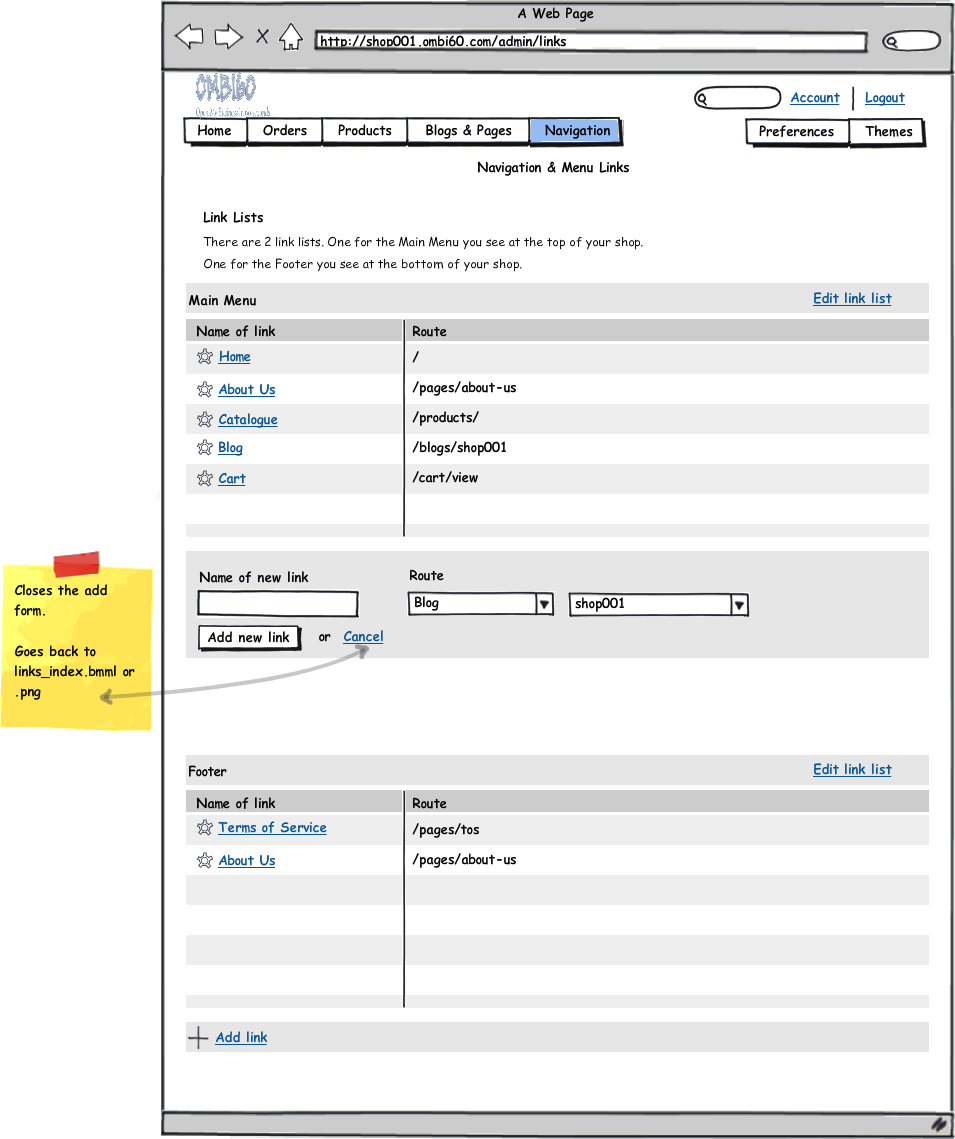 A Web Page
http://shop001.ombi60.com/admin/links
OMBI60
Account
Logout
Home
Orders
Products
Blogs & Pages
Navigation
Preferences
Themes
Navigation & Menu Links
Link Lists
There are 2 link lists. One for the Main Menu you see at the top of your shop.
One for the Footer you see at the bottom of your shop.
Main Menu
Edit link list
Name of link
Route
Home
/
About Us
/pages/about-us
Catalogue
/products/
Blog
/blogs/shop001
Cart
/cart/view
Closes the add
form.
Goes back to
links_index.bmml or
.png
Name of new link
Route
Blog
shop001
Add new link
or
Cancel
Footer
Edit link list
Name of link
Route
Terms of Service
/pages/tos
About Us
/pages/about-us
Add link